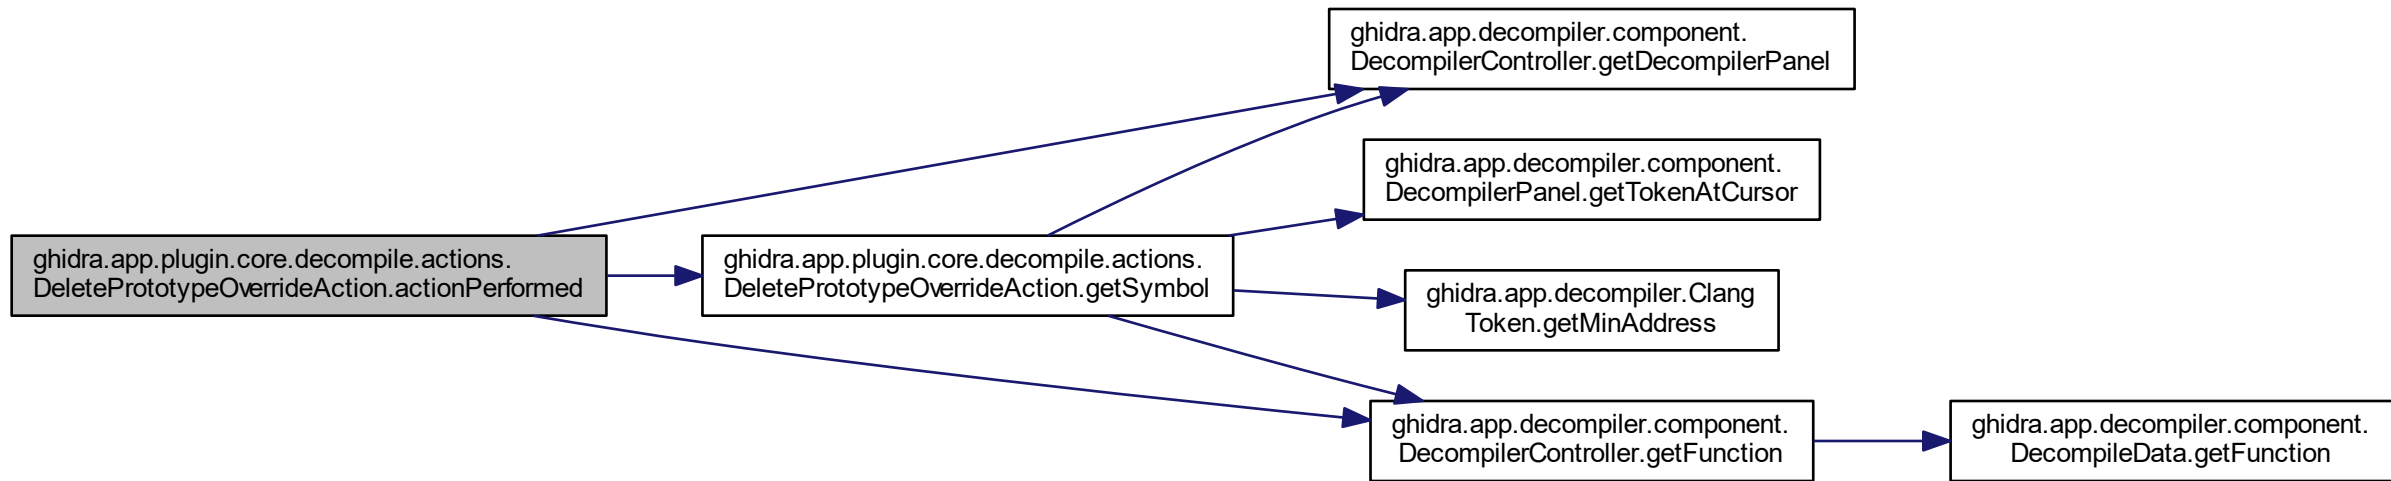 ghidra.app.decompiler.component.
DecompilerController.getDecompilerPanel
ghidra.app.decompiler.component.
DecompilerPanel.getTokenAtCursor
ghidra.app.plugin.core.decompile.actions.
DeletePrototypeOverrideAction.actionPerformed
ghidra.app.plugin.core.decompile.actions.
DeletePrototypeOverrideAction.getSymbol
ghidra.app.decompiler.Clang
Token.getMinAddress
ghidra.app.decompiler.component.
DecompilerController.getFunction
ghidra.app.decompiler.component.
DecompileData.getFunction